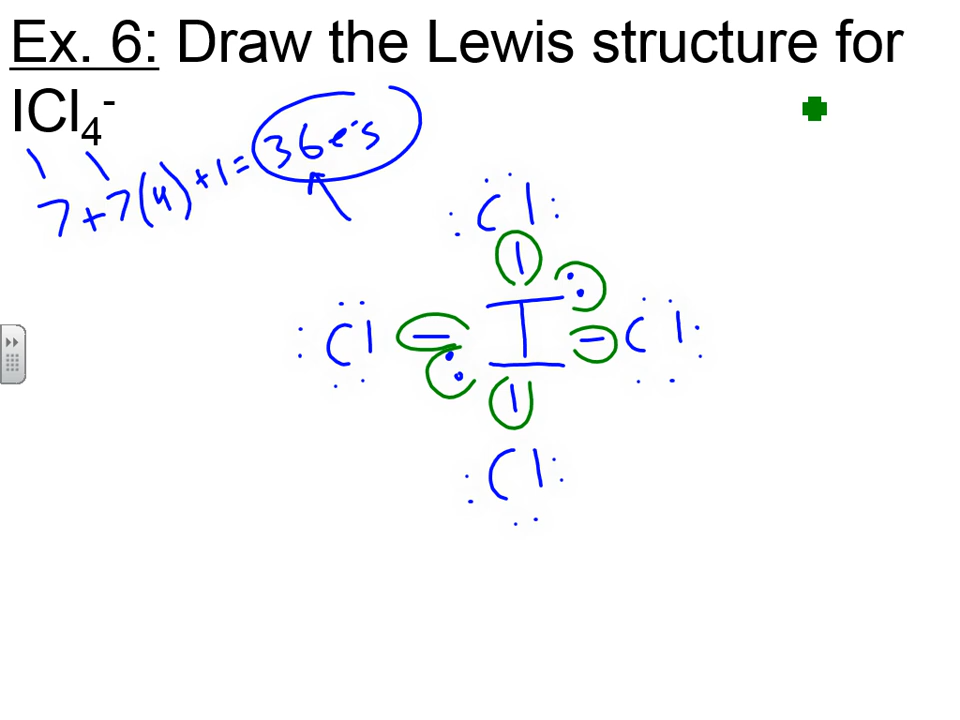 Ex. 6: Draw the Lewis structure for
ICl₄⁻
7+7(4)+1=36e⁻'s
:Cl:
:Cl – I – Cl:
:Cl: